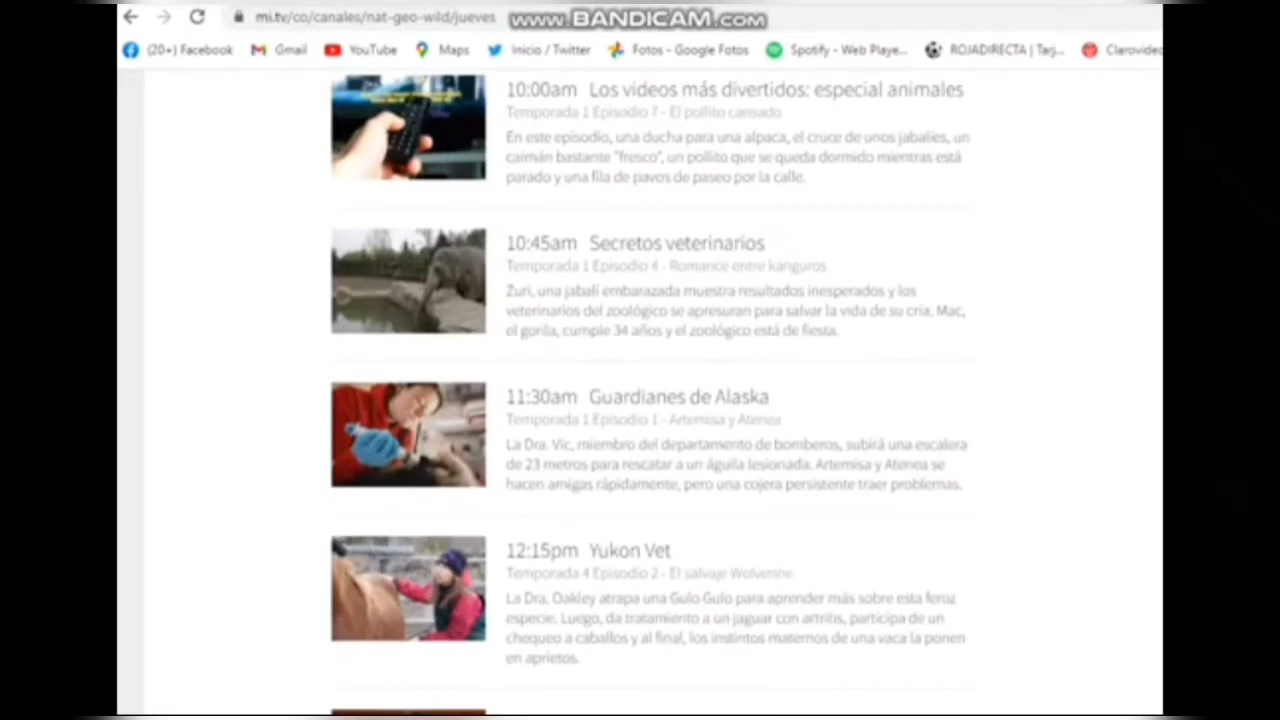 mi.tv/co/canales/nat-geo-wild/jueves
www.BANDICAM.com
(20+) Facebook Gmail YouTube Maps Inicio / Twitter Fotos - Google Fotos Spotify - Web Playe... ROJADIRECTA | Tarj... Clarovideo
10:00am Los videos más divertidos: especial animales
Temporada 1 Episodio 7 - El pollito cansado
En este episodio, una ducha para una alpaca, el cruce de unos jabalíes, un
caimán bastante "fresco", un pollito que se queda dormido mientras está
parado y una fila de pavos de paseo por la calle.
10:45am Secretos veterinarios
Temporada 1 Episodio 4 - Romance entre kanguros
Zuri, una jabalí embarazada muestra resultados inesperados y los
veterinarios del zoológico se apresuran para salvar la vida de su cría. Mac,
el gorila, cumple 34 años y el zoológico está de fiesta.
11:30am Guardianes de Alaska
Temporada 1 Episodio 1 - Artemisa y Atenea
La Dra. Vic, miembro del departamento de bomberos, subirá una escalera
de 23 metros para rescatar a un águila lesionada. Artemisa y Atenea se
hacen amigas rápidamente, pero una cojera persistente traer problemas.
12:15pm Yukon Vet
Temporada 4 Episodio 2 - El salvaje Wolverine
La Dra. Oakley atrapa una Gulo Gulo para aprender más sobre esta feroz
especie. Luego, da tratamiento a un jaguar con artritis, participa de un
chequeo a caballos y al final, los instintos maternos de una vaca la ponen
en aprietos.